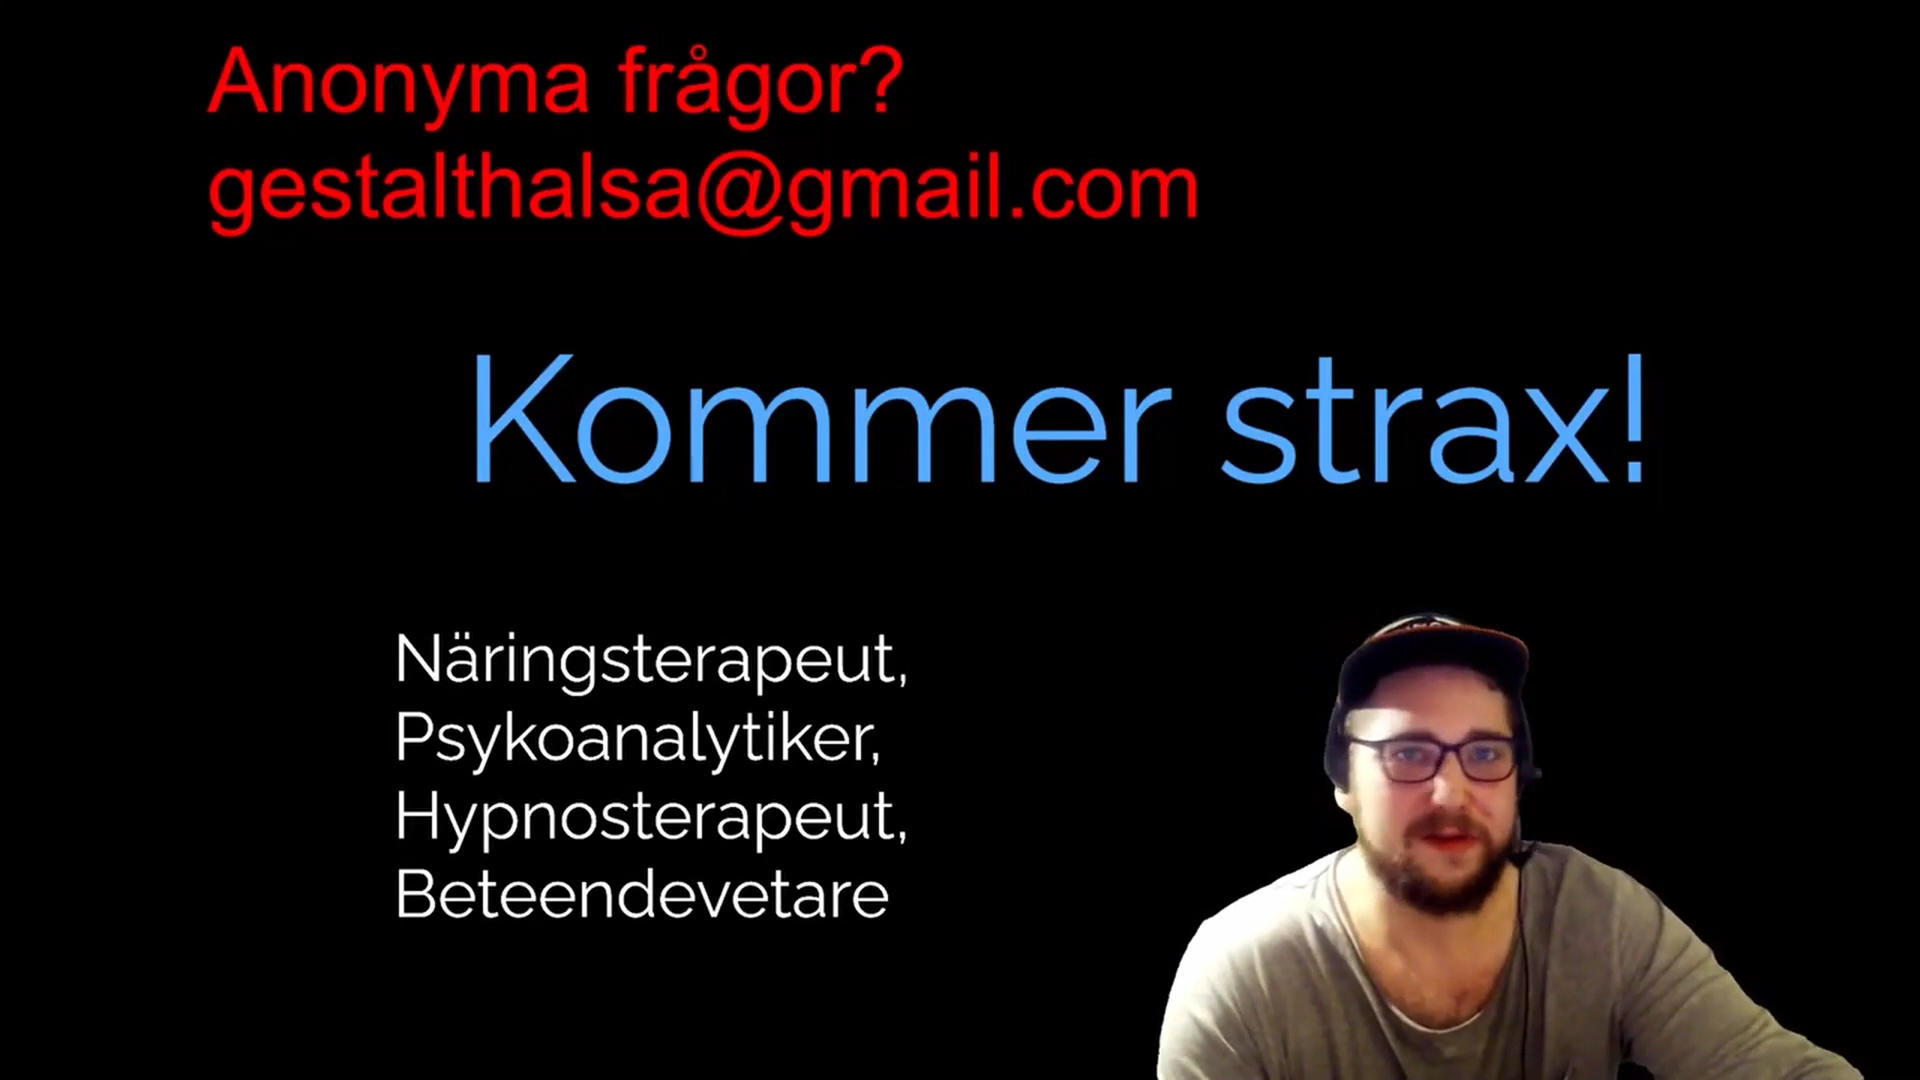 Anonyma frågor?
gestalthalsa@gmail.com
Kommer strax!
Näringsterapeut,
Psykoanalytiker,
Hypnosterapeut,
Beteendevetare